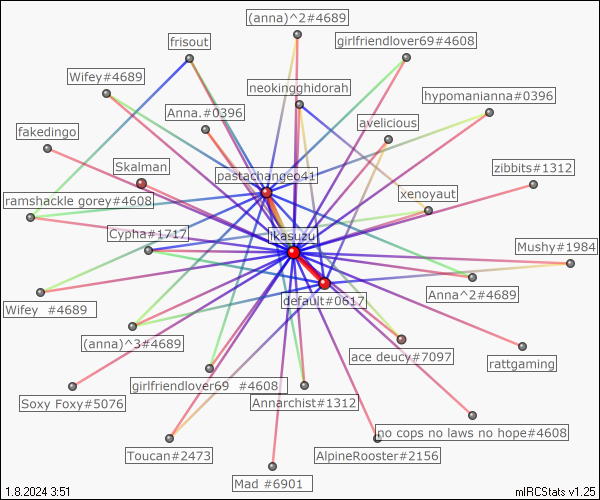 (anna)^2#4689
frisout
girlfriendlover69#4608
Wifey#4689
neokingghidorah
hypomanianna#0396
Anna.#0396
avelicious
fakedingo
Skalman
zibbits#1312
pastachangeo41
ramshackle gorey#4608
xenoyaut
Cypha#1717
ikasuzu
Mushy#1984
Anna^2#4689
default#0617
Wifey  #4689
(anna)^3#4689
ace deucy#7097
rattgaming
girlfriendlover69  #4608
Soxy Foxy#5076
Annarchist#1312
no cops no laws no hope#4608
Toucan#2473
AlpineRooster#2156
Mad #6901
1.8.2024 3:51
mIRCStats v1.25